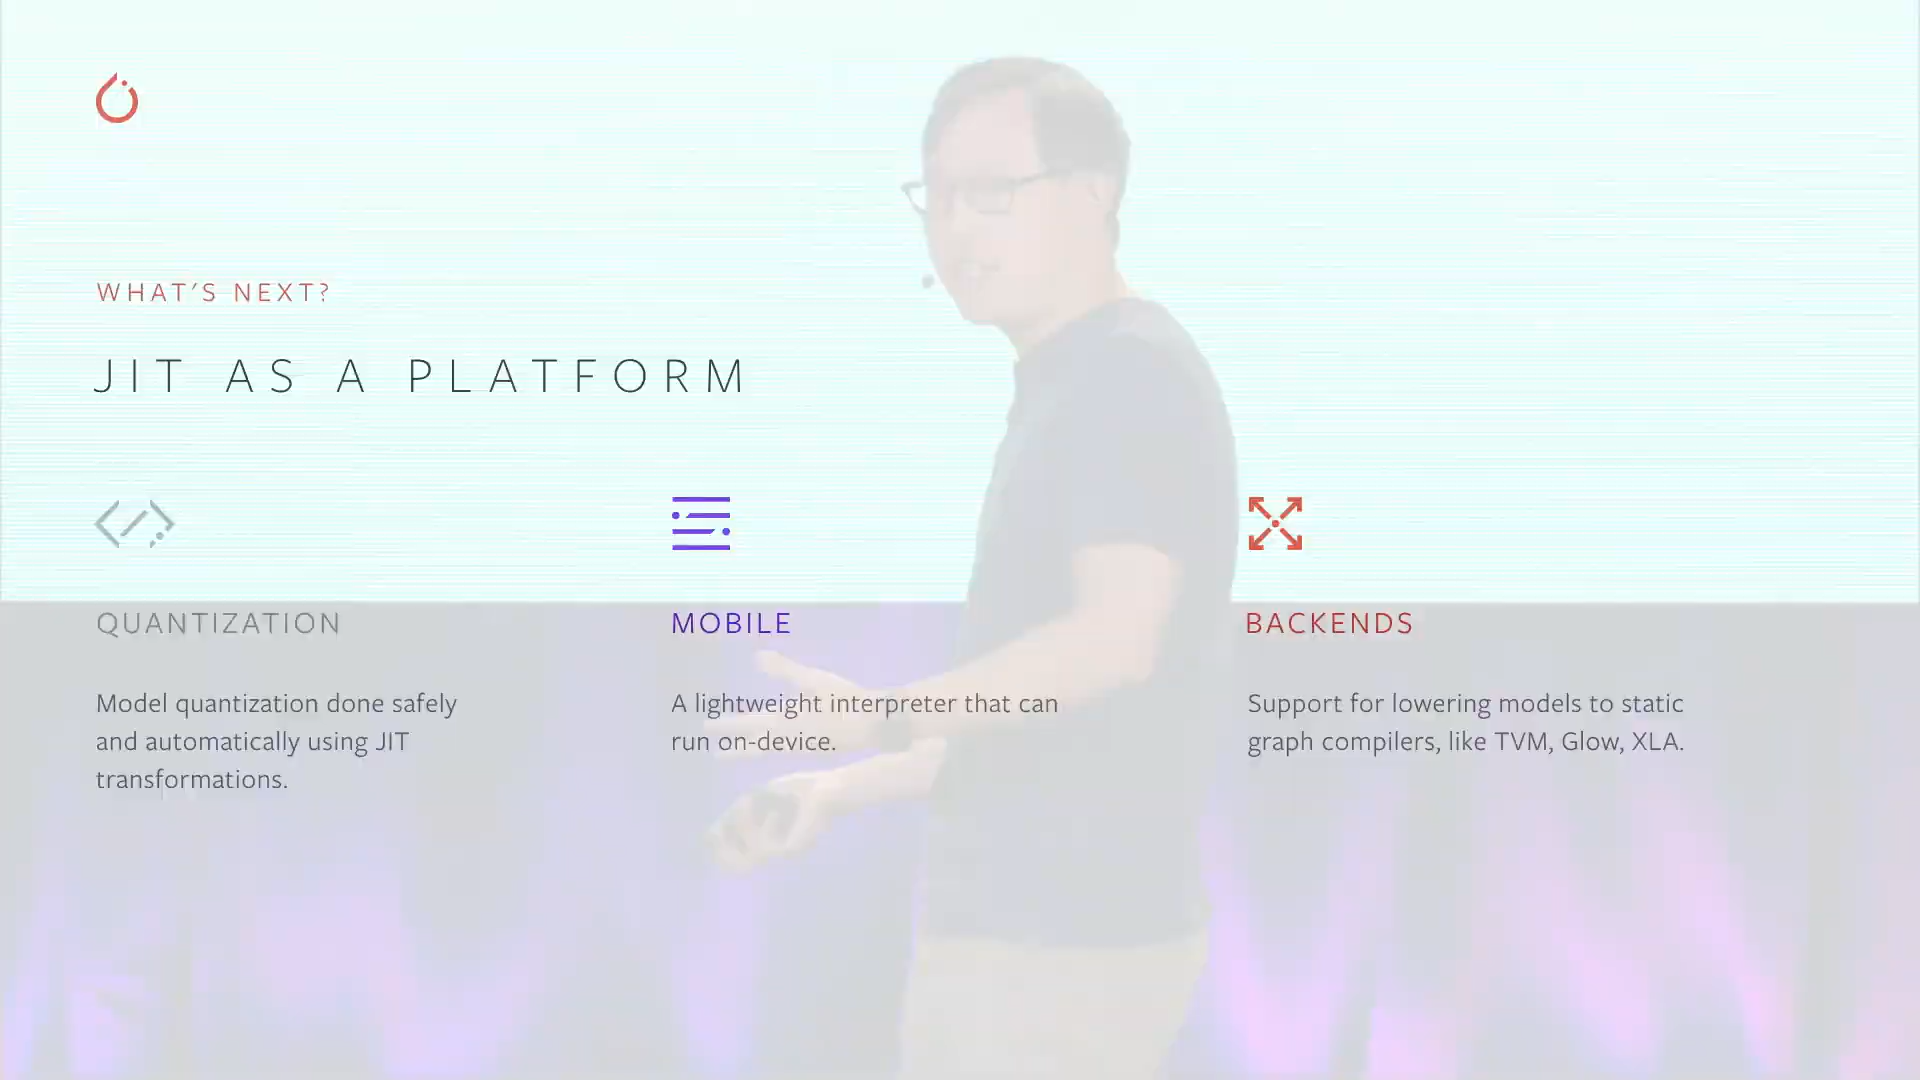 WHAT'S NEXT?
JIT AS A PLATFORM
QUANTIZATION
Model quantization done safely
and automatically using JIT
transformations.
MOBILE
A lightweight interpreter that can
run on-device.
BACKENDS
Support for lowering models to static
graph compilers, like TVM, Glow, XLA.